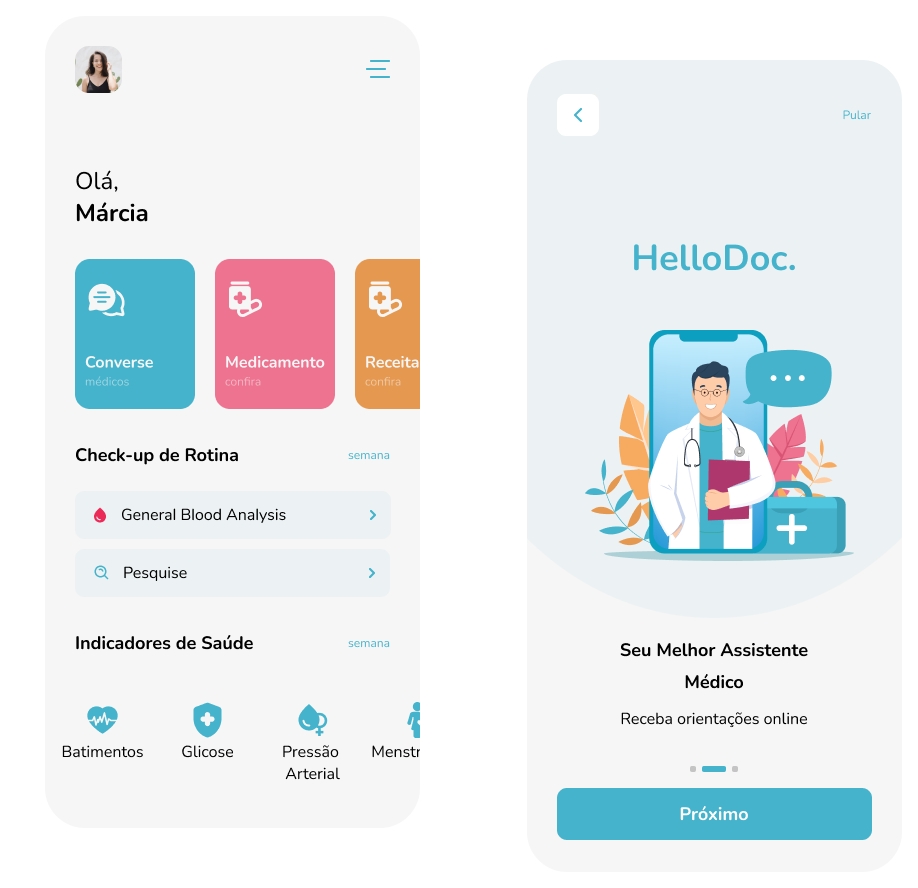 Olá,
Márcia
Converse
médicos
Medicamento
confira
Receita
confira
Check-up de Rotina
semana
General Blood Analysis
Pesquise
Indicadores de Saúde
semana
Batimentos
Glicose
Pressão
Arterial
Menstr
Pular
HelloDoc.
Seu Melhor Assistente
Médico
Receba orientações online
Próximo